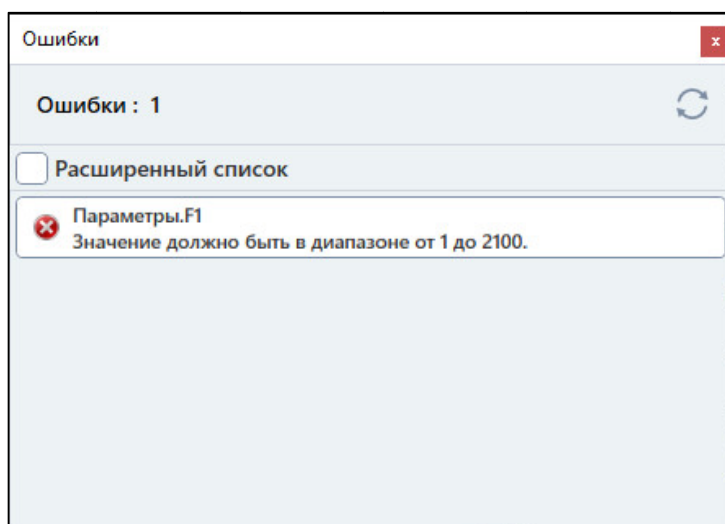 Ошибки
x
Ошибки : 1
Расширенный список
Параметры.F1
Значение должно быть в диапазоне от 1 до 2100.